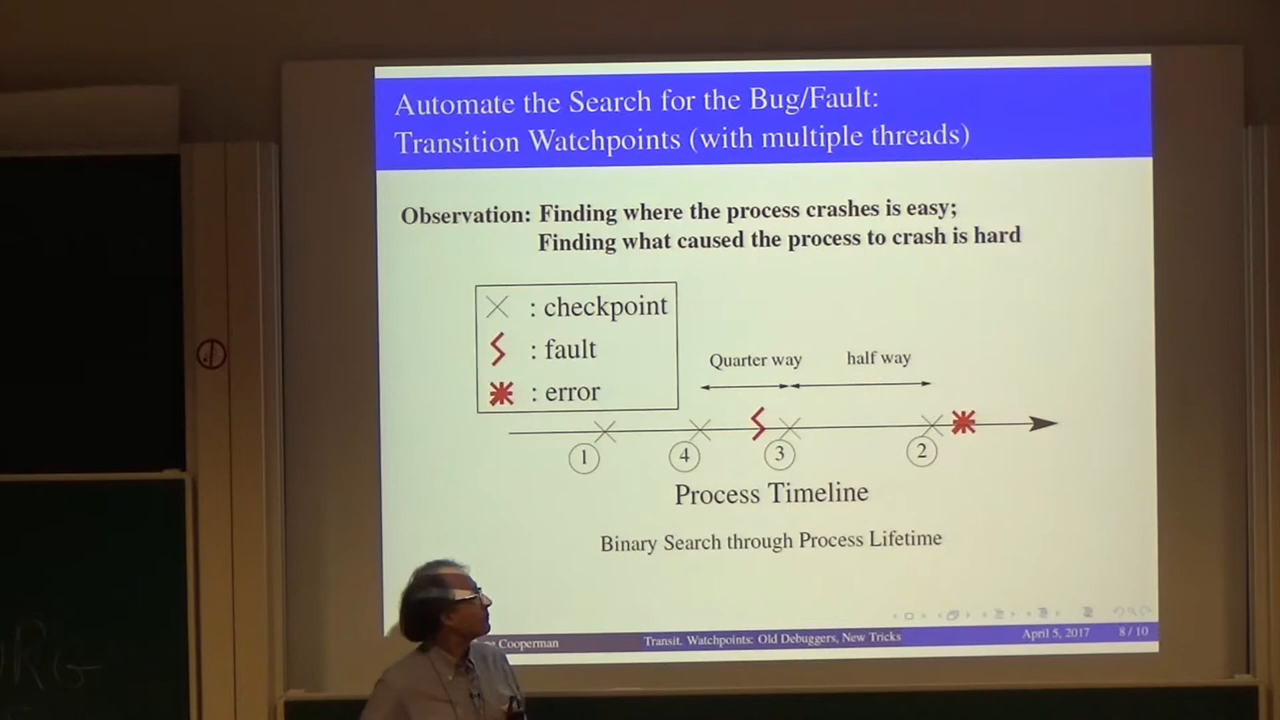 Automate the Search for the Bug/Fault:
Transition Watchpoints (with multiple threads)
Observation: Finding where the process crashes is easy;
Finding what caused the process to crash is hard
: checkpoint
: fault
: error
Quarter way
half way
1
4
3
2
Process Timeline
Binary Search through Process Lifetime
Cooperman
Transit. Watchpoints: Old Debuggers, New Tricks
April 5, 2017
8 / 10